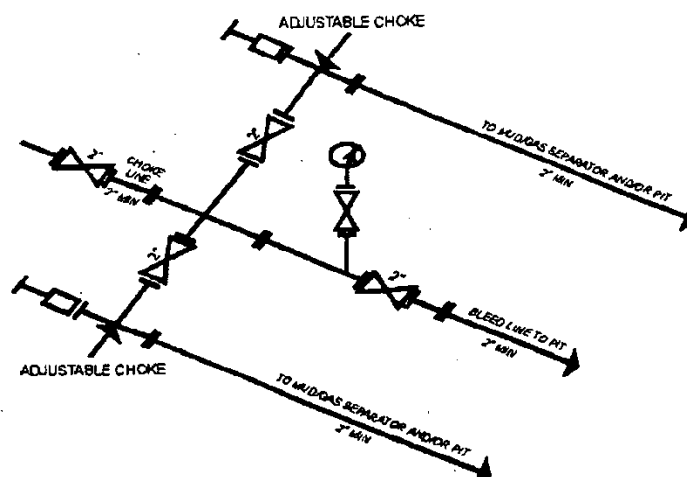 ADJUSTABLE CHOKE
TO MUD/GAS SEPARATOR AND/OR PIT
2" MIN
2"
2"
CHOKE
LINE
2" MIN
2"
2"
BLEED LINE TO PIT
2" MIN
ADJUSTABLE CHOKE
TO MUD/GAS SEPARATOR AND/OR PIT
2" MIN